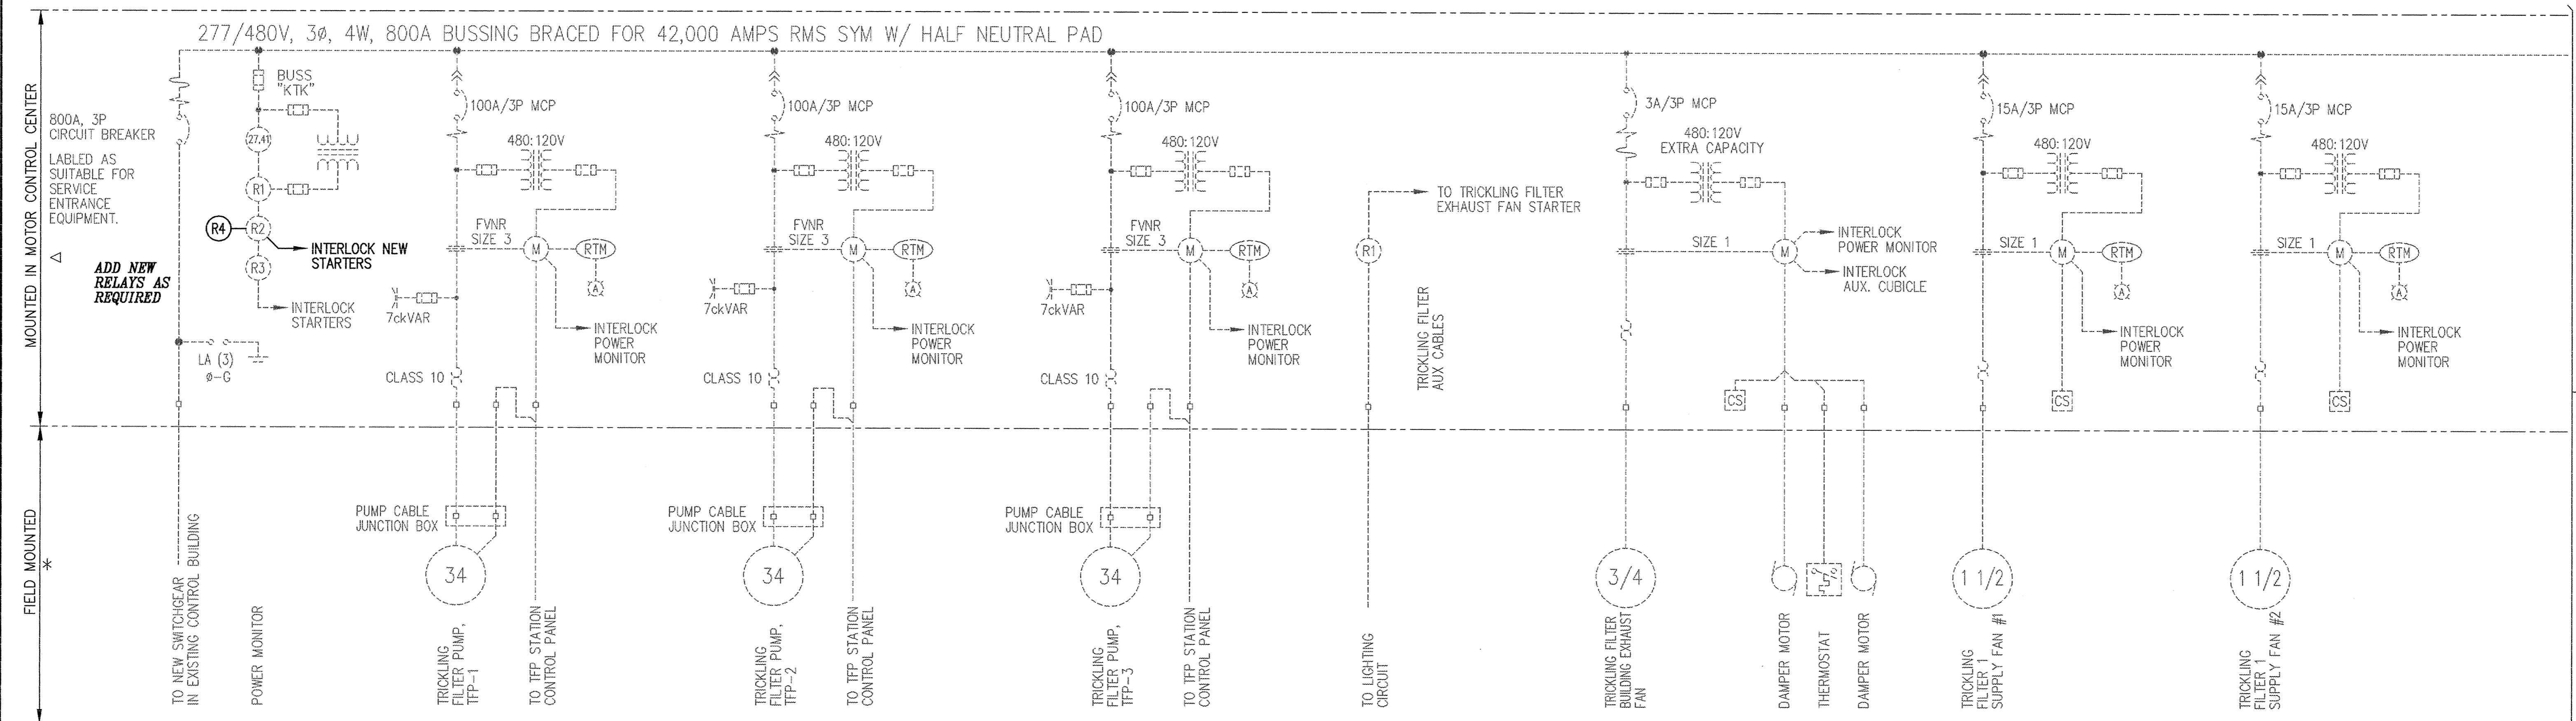 277/480V, 3ø, 4W, 800A BUSSING BRACED FOR 42,000 AMPS RMS SYM W/ HALF NEUTRAL PAD
MOUNTED IN MOTOR CONTROL CENTER
FIELD MOUNTED
*
800A, 3P
CIRCUIT BREAKER
LABLED AS
SUITABLE FOR
SERVICE
ENTRANCE
EQUIPMENT.
ADD NEW
RELAYS AS
REQUIRED
LA (3)
ø-G
TO NEW SWITCHGEAR
IN EXISTING CONTROL BUILDING
BUSS
"KTK"
27,41
R1
R4
R2
INTERLOCK NEW
STARTERS
R3
INTERLOCK
STARTERS
POWER MONITOR
100A/3P MCP
480:120V
FVNR
SIZE 3
M
RTM
A
7ckVAR
INTERLOCK
POWER
MONITOR
CLASS 10
PUMP CABLE
JUNCTION BOX
34
TRICKLING
FILTER PUMP,
TFP-1
TO TFP STATION
CONTROL PANEL
100A/3P MCP
480:120V
FVNR
SIZE 3
M
RTM
A
7ckVAR
INTERLOCK
POWER
MONITOR
CLASS 10
PUMP CABLE
JUNCTION BOX
34
TRICKLING
FILTER PUMP,
TFP-2
TO TFP STATION
CONTROL PANEL
100A/3P MCP
480:120V
FVNR
SIZE 3
M
RTM
A
7ckVAR
INTERLOCK
POWER
MONITOR
CLASS 10
PUMP CABLE
JUNCTION BOX
34
TRICKLING
FILTER PUMP,
TFP-3
TO TFP STATION
CONTROL PANEL
TO TRICKLING FILTER
EXHAUST FAN STARTER
R1
TRICKLING FILTER
AUX CABLES
TO LIGHTING
CIRCUIT
3A/3P MCP
480:120V
EXTRA CAPACITY
SIZE 1
M
INTERLOCK
POWER MONITOR
INTERLOCK
AUX. CUBICLE
CS
3/4
TRICKLING FILTER
BUILDING EXHAUST
FAN
DAMPER MOTOR
THERMOSTAT
DAMPER MOTOR
15A/3P MCP
480:120V
SIZE 1
M
RTM
A
INTERLOCK
POWER
MONITOR
CS
1 1/2
TRICKLING
FILTER 1
SUPPLY FAN #1
15A/3P MCP
480:120V
SIZE 1
M
RTM
A
INTERLOCK
POWER
MONITOR
CS
1 1/2
TRICKLING
FILTER 1
SUPPLY FAN #2